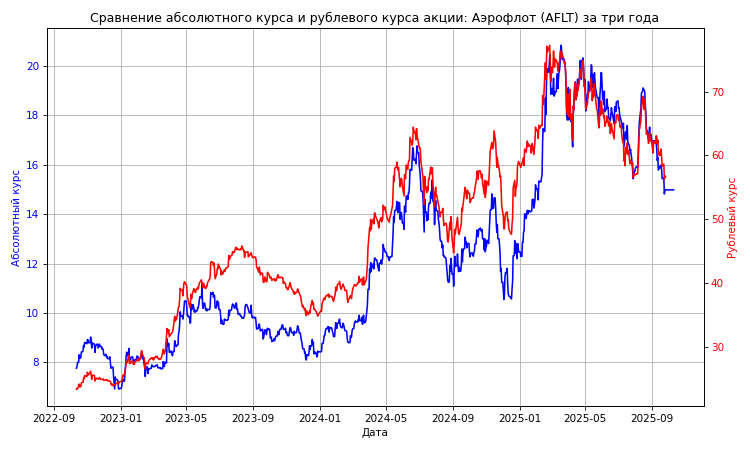 Сравнение абсолютного курса и рублевого курса акции: Аэрофлот (AFLT) за три года
Абсолютный курс
20
18
16
14
12
10
8
70
60
50
40
30
Рублевый курс
2022-09 2023-01 2023-05 2023-09 2024-01 2024-05 2024-09 2025-01 2025-05 2025-09
Дата